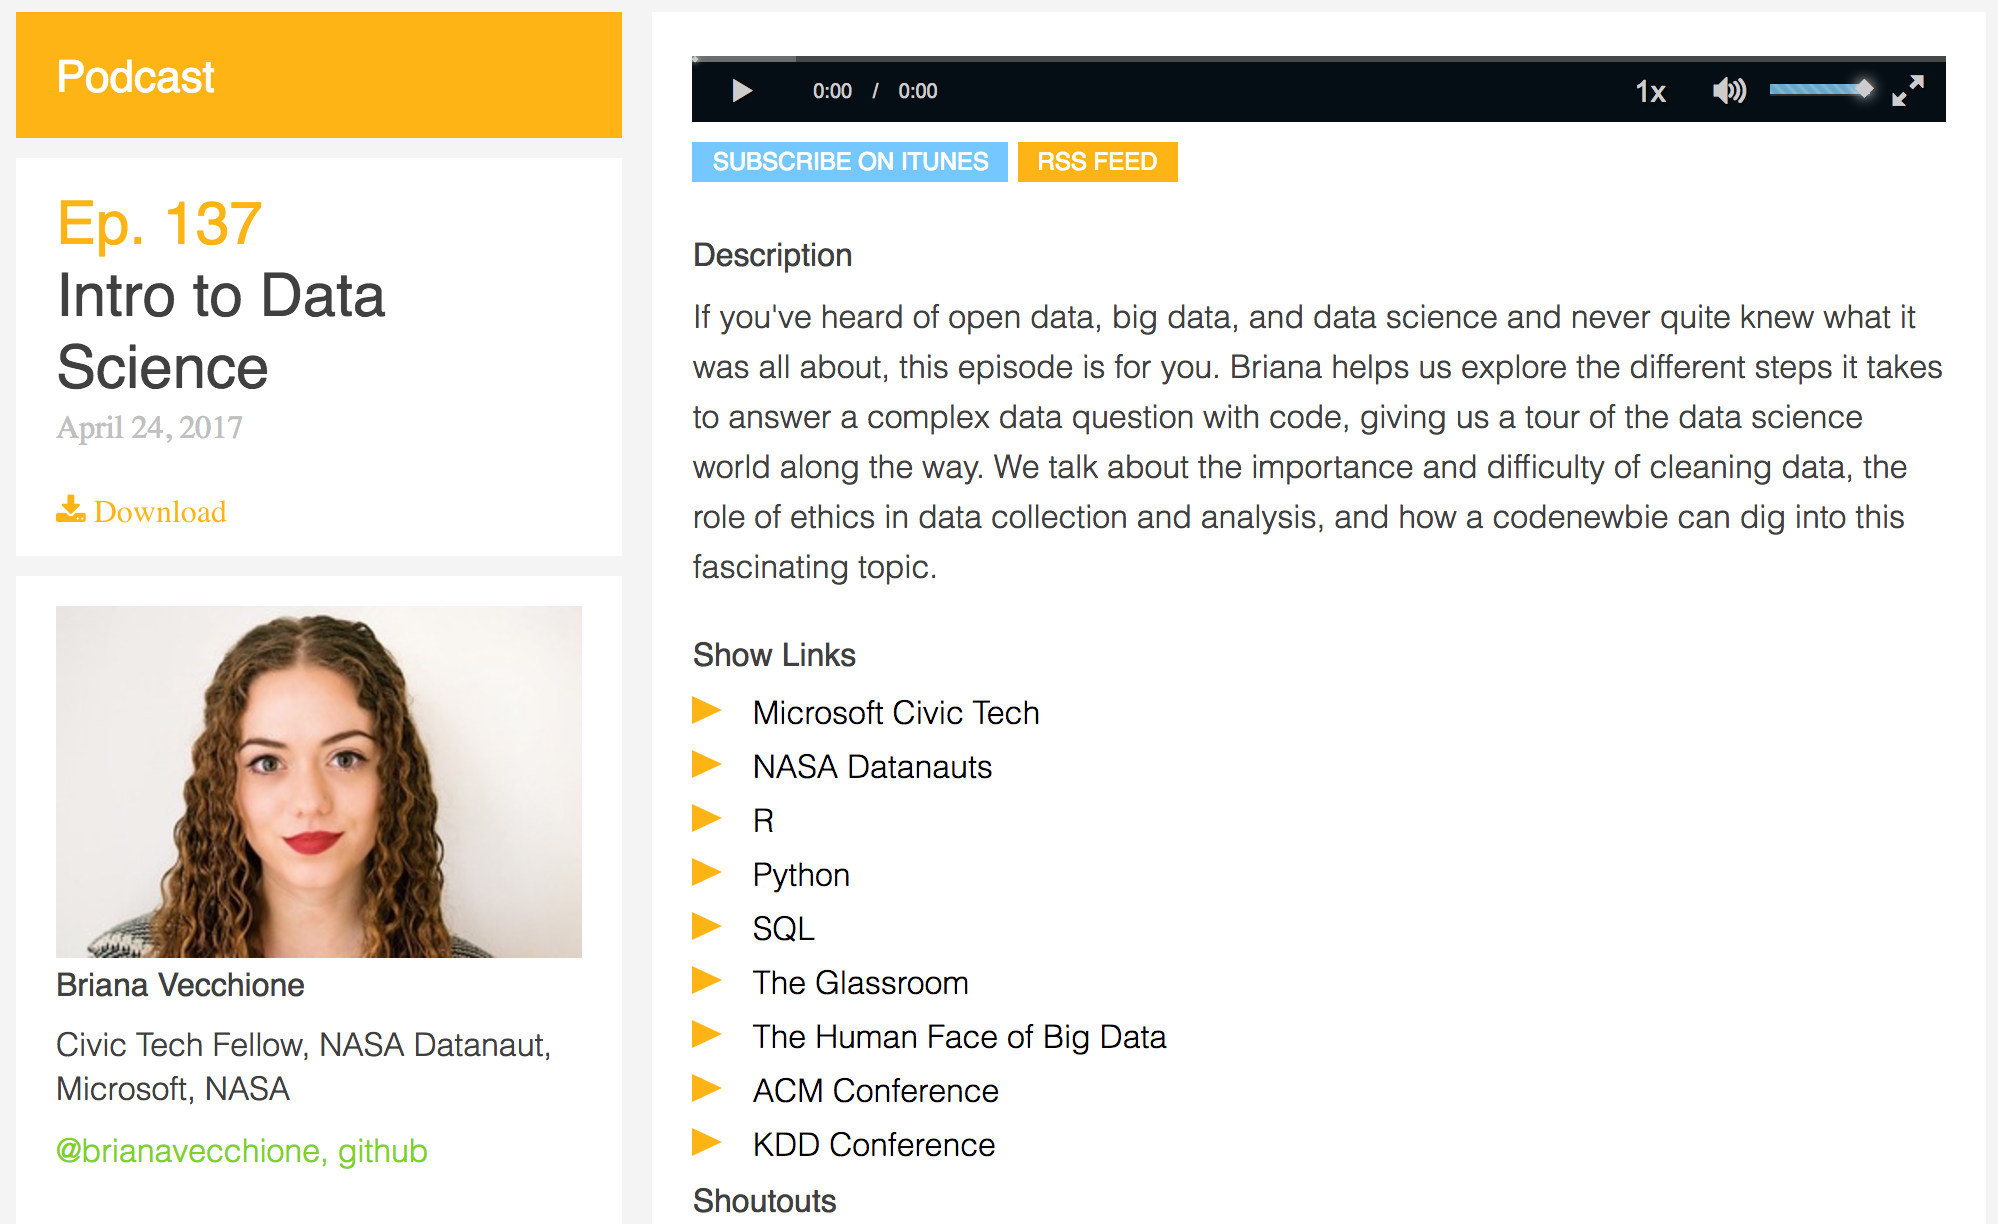 Podcast
Ep. 137
Intro to Data
Science
April 24, 2017
Download
Briana Vecchione
Civic Tech Fellow, NASA Datanaut,
Microsoft, NASA
@brianavecchione, github
0:00 / 0:00
1x
SUBSCRIBE ON ITUNES
RSS FEED
Description
If you've heard of open data, big data, and data science and never quite knew what it
was all about, this episode is for you. Briana helps us explore the different steps it takes
to answer a complex data question with code, giving us a tour of the data science
world along the way. We talk about the importance and difficulty of cleaning data, the
role of ethics in data collection and analysis, and how a codenewbie can dig into this
fascinating topic.
Show Links
Microsoft Civic Tech
NASA Datanauts
R
Python
SQL
The Glassroom
The Human Face of Big Data
ACM Conference
KDD Conference
Shoutouts